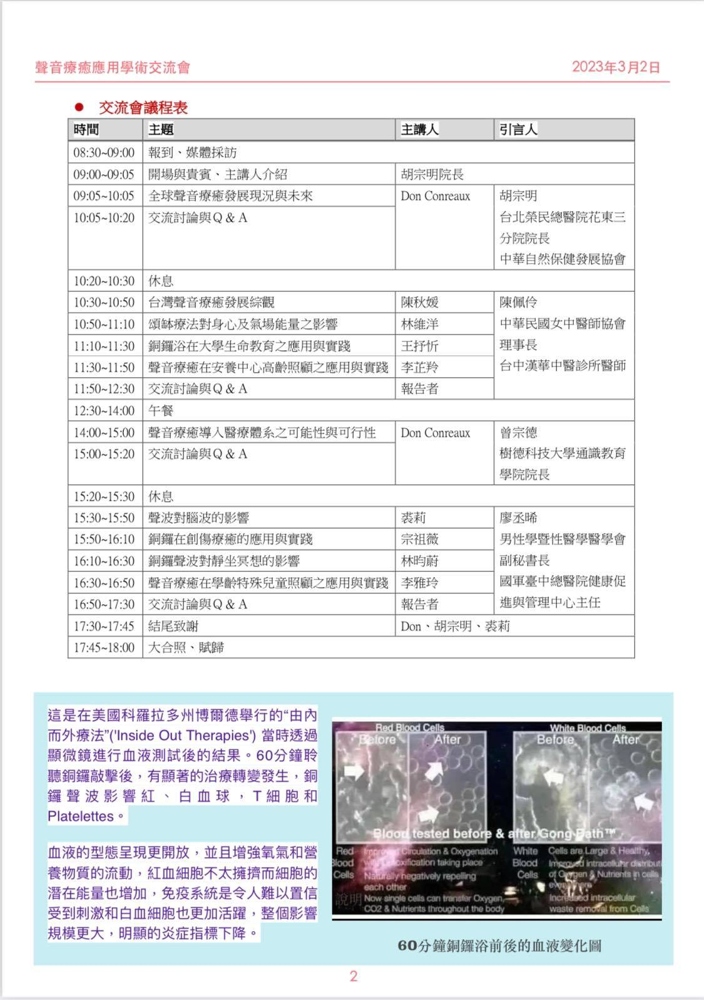 聲音療癒應用學術交流會 2023年3月2日
● 交流會議程表
時間 主題 主講人 引言人
08:30~09:00 報到、媒體採訪
09:00~09:05 開場與貴賓、主講人介紹 胡宗明院長
09:05~10:05 全球聲音療癒發展現況與未來 Don Conreaux 胡宗明
10:05~10:20 交流討論與Q & A 台北榮民總醫院花東三
分院院長
中華自然保健發展協會
10:20~10:30 休息
10:30~10:50 台灣聲音療癒發展綜觀 陳秋媛 陳佩伶
10:50~11:10 頌缽療法對身心及氣場能量之影響 林維洋 中華民國女中醫師協會
11:10~11:30 銅鑼浴在大學生命教育之應用與實踐 王抒忻 理事長
11:30~11:50 聲音療癒在安養中心高齡照顧之應用與實踐 李芷羚 台中漢華中醫診所醫師
11:50~12:30 交流討論與Q & A 報告者
12:30~14:00 午餐
14:00~15:00 聲音療癒導入醫療體系之可能性與可行性 Don Conreaux 曾宗德
15:00~15:20 交流討論與Q & A 樹德科技大學通識教育
學院院長
15:20~15:30 休息
15:30~15:50 聲波對腦波的影響 裘莉 廖丞晞
15:50~16:10 銅鑼在創傷療癒的應用與實踐 宗祖薇 男性學暨性醫學醫學會
16:10~16:30 銅鑼聲波對靜坐冥想的影響 林昀蔚 副秘書長
16:30~16:50 聲音療癒在學齡特殊兒童照顧之應用與實踐 李雅玲 國軍臺中總醫院健康促
16:50~17:30 交流討論與Q & A 報告者 進與管理中心主任
17:30~17:45 結尾致謝 Don、胡宗明、裘莉
17:45~18:00 大合照、賦歸
這是在美國科羅拉多州博爾德舉行的“由內
而外療法”('Inside Out Therapies') 當時透過
顯微鏡進行血液測試後的結果。60分鐘聆
聽銅鑼敲擊後，有顯著的治療轉變發生，銅
鑼聲波影響紅、白血球，T細胞和
Platelettes。
血液的型態呈現更開放，並且增強氧氣和營
養物質的流動，紅血細胞不太擁擠而細胞的
潛在能量也增加，免疫系統是令人難以置信
受到刺激和白血細胞也更加活躍，整個影響
規模更大，明顯的炎症指標下降。
Red Blood Cells White Blood Cells
Before After Before After
Blood tested before & after Gong Bath™
Red Blood Cells
Improved Circulation & Oxygenation
with Detoxification taking place
Naturally negatively repelling
each other
說明 Now single cells can transfer Oxygen,
CO2 & Nutrients throughout the body
White Blood Cells
Cells are Large & Healthy,
Improved intracellular distributi
of Oxygen & Nutrients in cells
Increased intracellular
waste removal from Cells
60分鐘銅鑼浴前後的血液變化圖
2